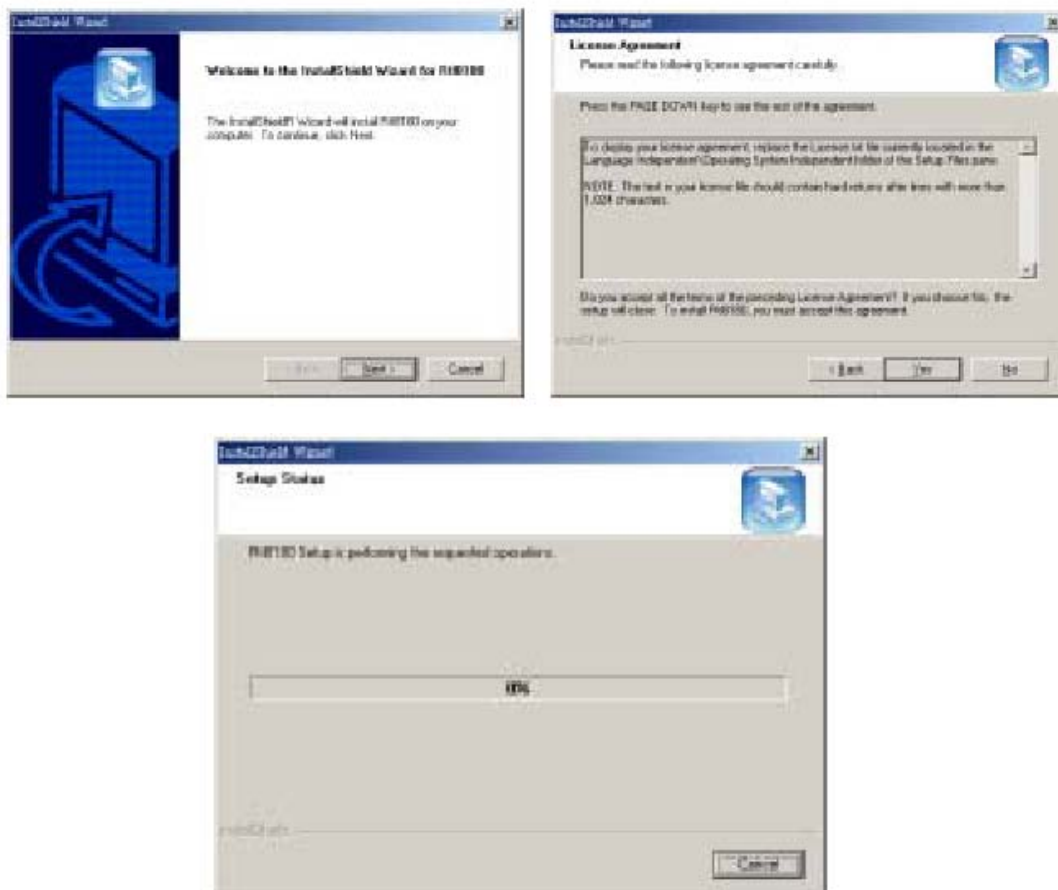 InstallShield Wizard
Welcome to the InstallShield Wizard for
The InstallShield® Wizard will install on your
computer. To continue, click Next.
< Back
Next >
Cancel
InstallShield Wizard
License Agreement
Please read the following license agreement carefully.
Press the PAGE DOWN key to see the rest of the agreement.
To display your license agreement, replace the License.txt file currently located in the
Language Independent\Operating System Independent folder of the Setup Files pane.
NOTE: The text in your license file should contain hard returns after lines with more than
1,024 characters.
Do you accept all the terms of the preceding License Agreement? If you choose No, the
setup will close. To install you must accept this agreement.
InstallShield
< Back
Yes
No
InstallShield Wizard
Setup Status
Setup is performing the requested operations.
InstallShield
Cancel